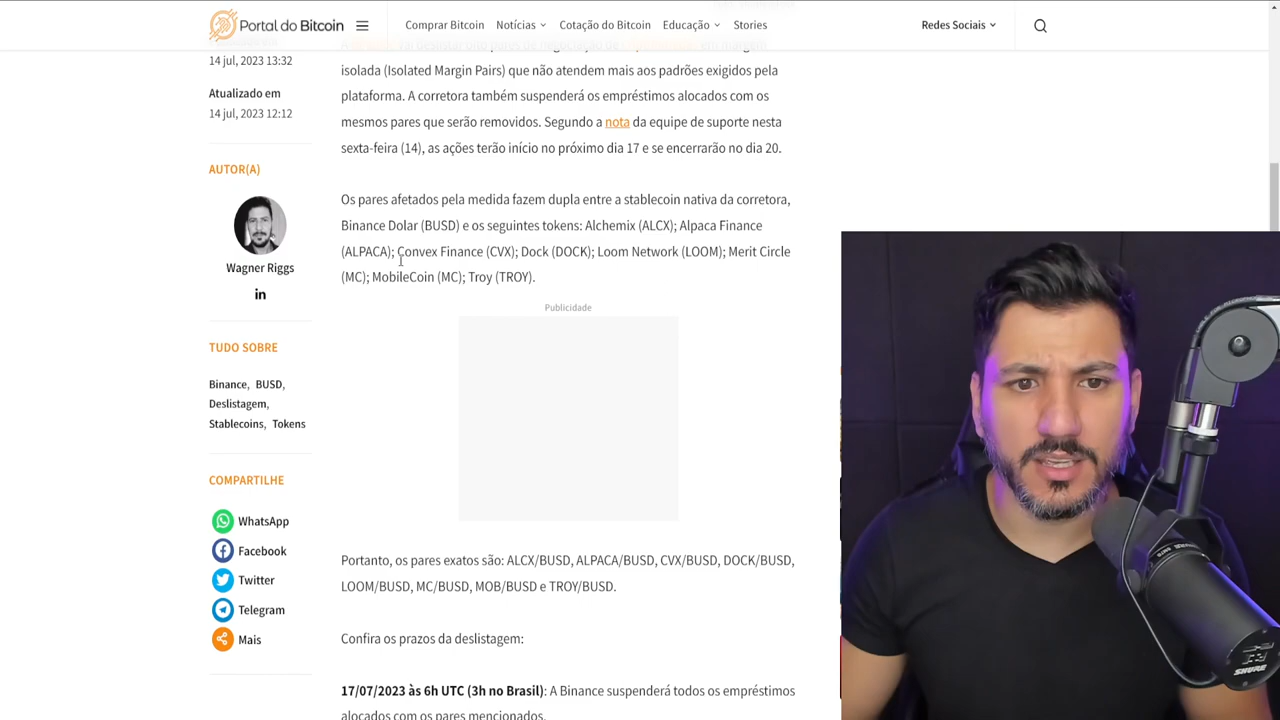 Portal do Bitcoin
Comprar Bitcoin
Notícias
Cotação do Bitcoin
Educação
Stories
Redes Sociais
14 jul, 2023 13:32
Atualizado em
14 jul, 2023 12:12
AUTOR(A)
Wagner Riggs
in
TUDO SOBRE
Binance, BUSD,
Deslistagem,
Stablecoins, Tokens
COMPARTILHE
WhatsApp
Facebook
Twitter
Telegram
Mais
isolada (Isolated Margin Pairs) que não atendem mais aos padrões exigidos pela
plataforma. A corretora também suspenderá os empréstimos alocados com os
mesmos pares que serão removidos. Segundo a nota da equipe de suporte nesta
sexta-feira (14), as ações terão início no próximo dia 17 e se encerrarão no dia 20.
Os pares afetados pela medida fazem dupla entre a stablecoin nativa da corretora,
Binance Dolar (BUSD) e os seguintes tokens: Alchemix (ALCX); Alpaca Finance
(ALPACA); Convex Finance (CVX); Dock (DOCK); Loom Network (LOOM); Merit Circle
(MC); MobileCoin (MC); Troy (TROY).
Publicidade
Portanto, os pares exatos são: ALCX/BUSD, ALPACA/BUSD, CVX/BUSD, DOCK/BUSD,
LOOM/BUSD, MC/BUSD, MOB/BUSD e TROY/BUSD.
Confira os prazos da deslistagem:
17/07/2023 às 6h UTC (3h no Brasil): A Binance suspenderá todos os empréstimos
alocados com os pares mencionados.
SHURE